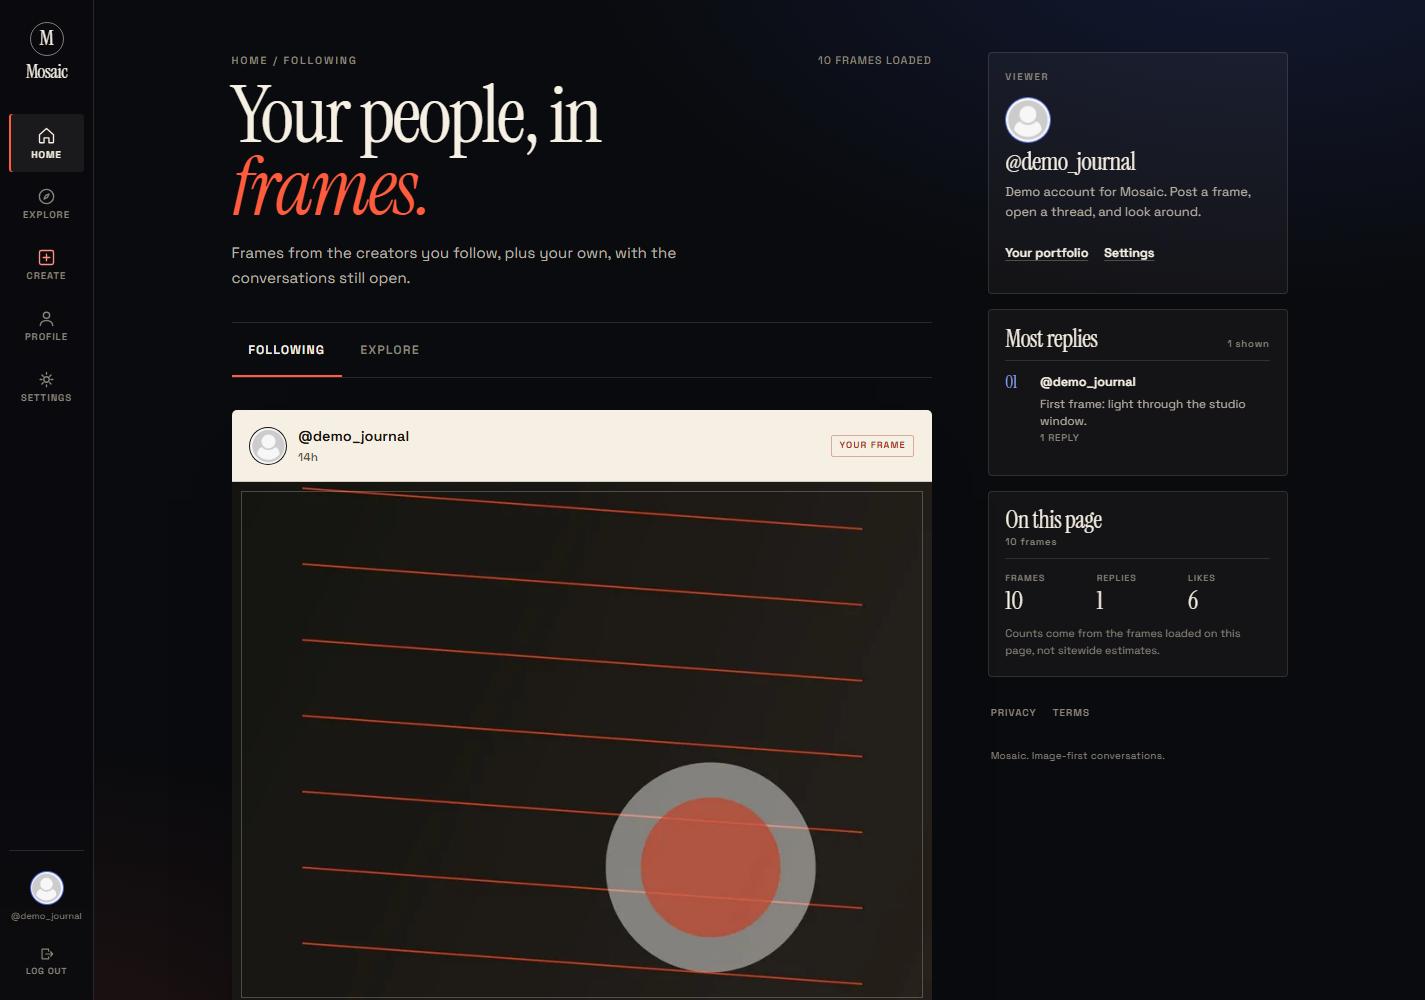 M
Mosaic
HOME
EXPLORE
CREATE
PROFILE
SETTINGS
@demo_journal
LOG OUT
HOME / FOLLOWING
10 FRAMES LOADED
Your people, in
frames.
Frames from the creators you follow, plus your own, with the
conversations still open.
FOLLOWING EXPLORE
@demo_journal
14h
YOUR FRAME
VIEWER
@demo_journal
Demo account for Mosaic. Post a frame,
open a thread, and look around.
Your portfolio Settings
Most replies
1 shown
01
@demo_journal
First frame: light through the studio
window.
1 REPLY
On this page
10 frames
FRAMES REPLIES LIKES
10 1 6
Counts come from the frames loaded on this
page, not sitewide estimates.
PRIVACY TERMS
Mosaic. Image-first conversations.